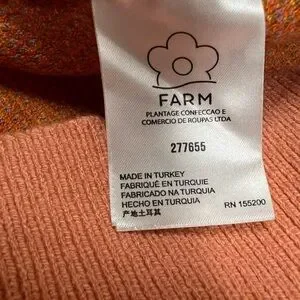 FARM
PLANTAGE CONFECCAO E
COMERCIO DE ROUPAS LTDA
277655
MADE IN TURKEY
FABRIQUÉ EN TURQUIE
FABRICADO NA TURQUIA
HECHO EN TURQUIA RN 155200
产地土耳其